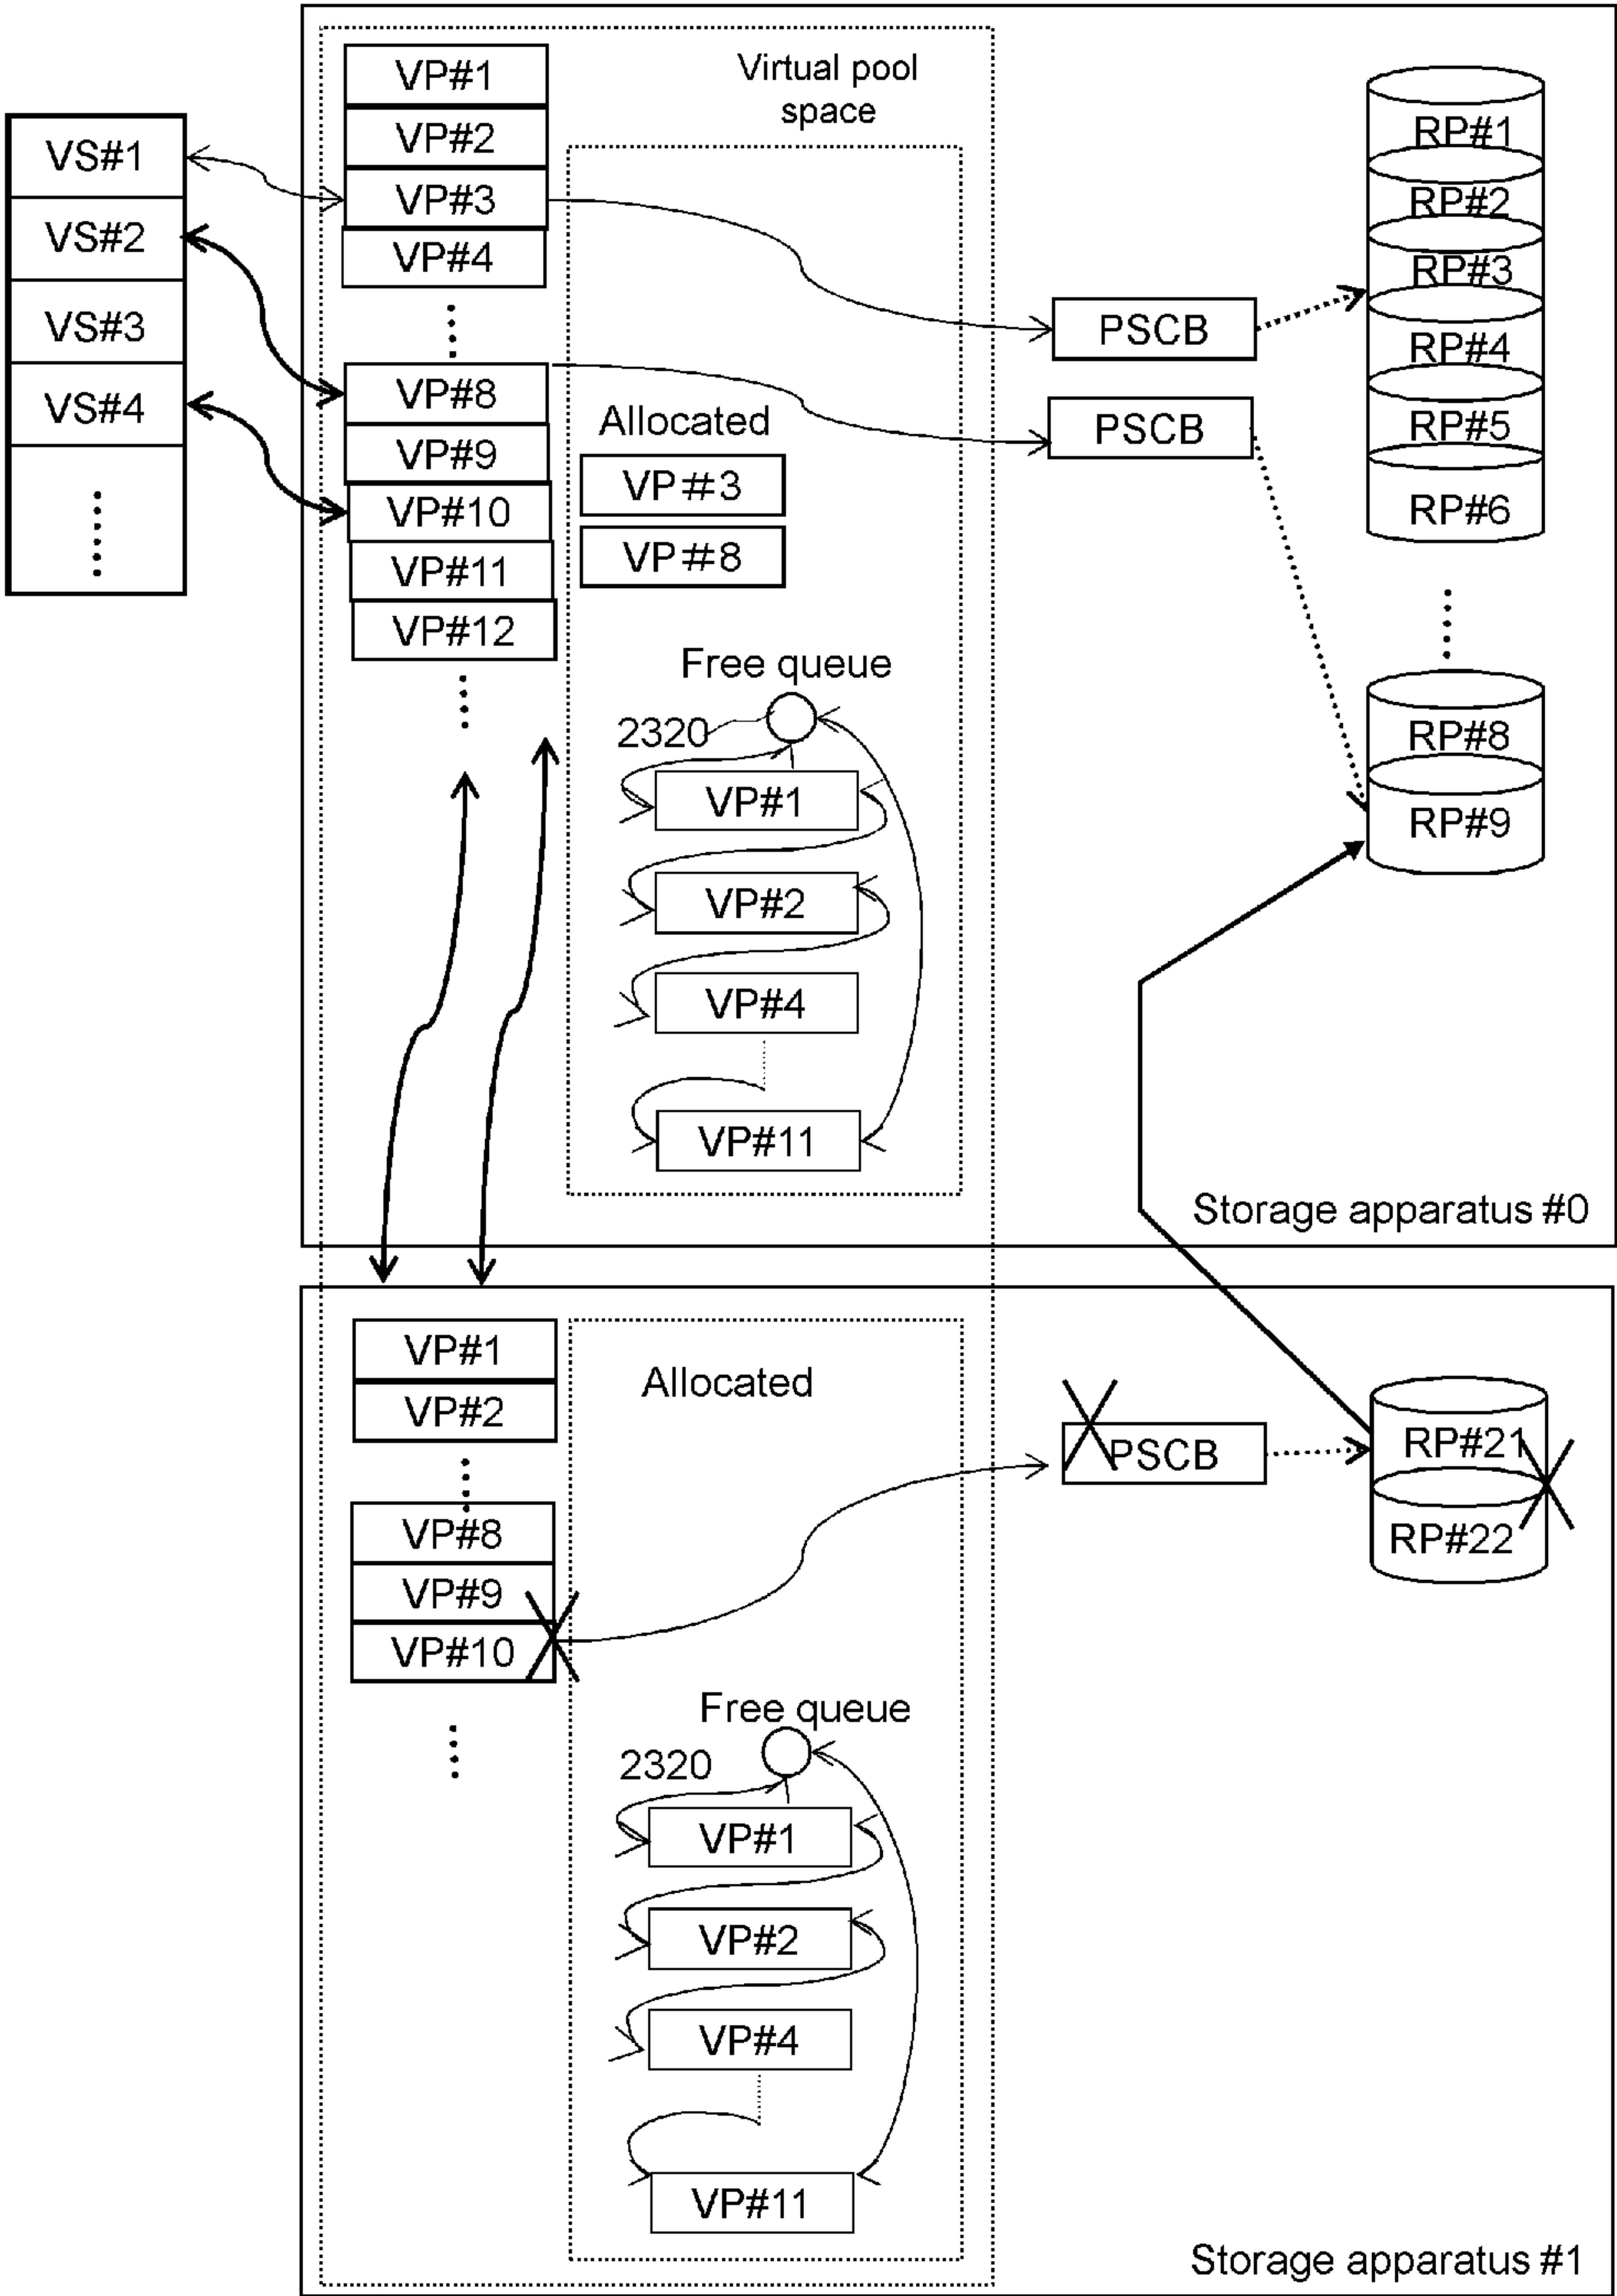 VS#1
VS#2
VS#3
VS#4
VP#1
VP#2
VP#3
VP#4
VP#8
VP#9
VP#10
VP#11
VP#12
Virtual pool
space
Allocated
VP#3
VP#8
Free queue
2320
VP#1
VP#2
VP#4
VP#11
PSCB
PSCB
RP#1
RP#2
RP#3
RP#4
RP#5
RP#6
RP#8
RP#9
Storage apparatus #0
VP#1
VP#2
VP#8
VP#9
VP#10
Allocated
Free queue
2320
VP#1
VP#2
VP#4
VP#11
PSCB
RP#21
RP#22
Storage apparatus #1